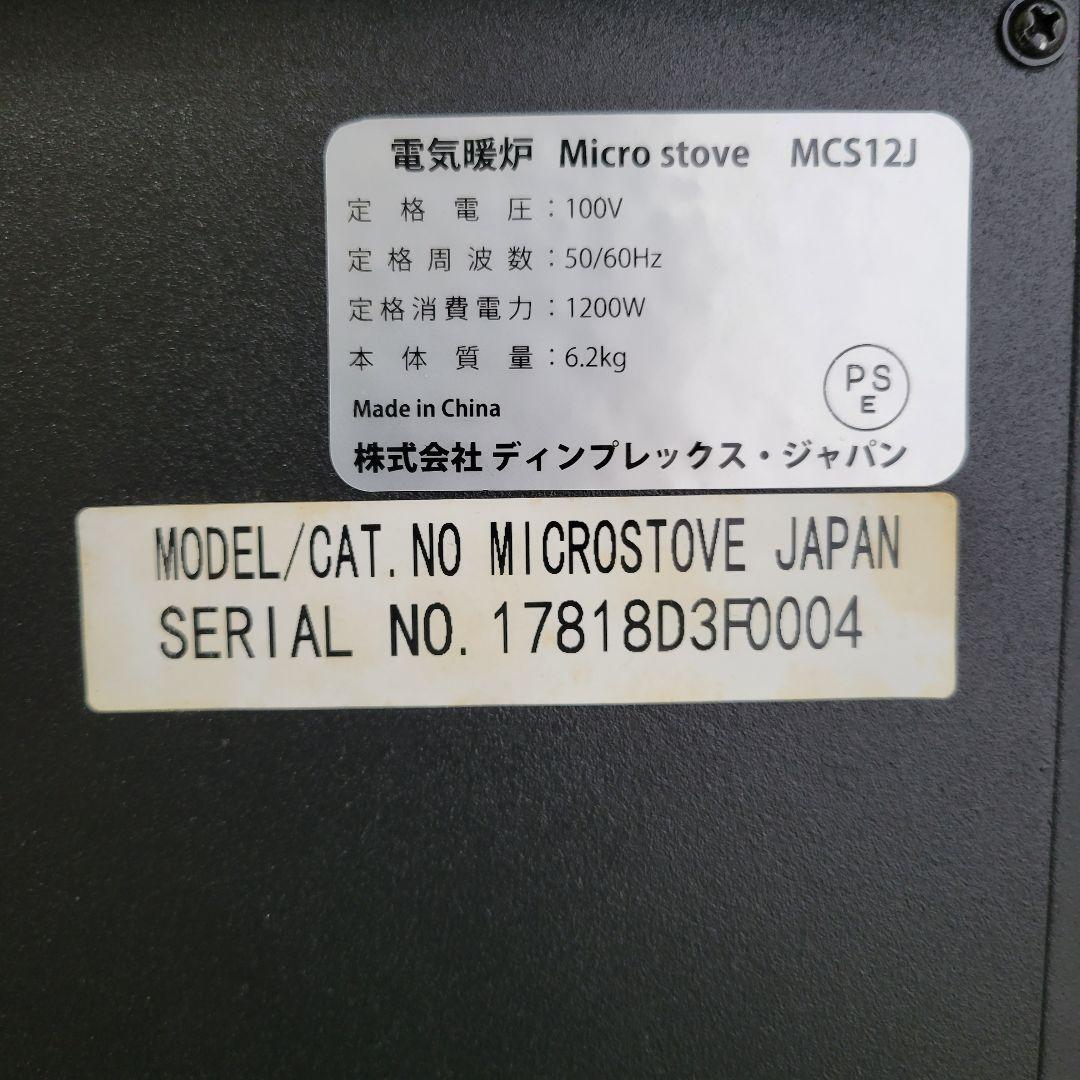 電気暖炉 Micro stove MCS12J
定格電圧：100V
定格周波数：50/60Hz
定格消費電力：1200W
本体質量：6.2kg
PS
E
Made in China
株式会社 ディンプレックス・ジャパン
MODEL/CAT. NO MICROSTOVE JAPAN
SERIAL NO. 17818D3F0004